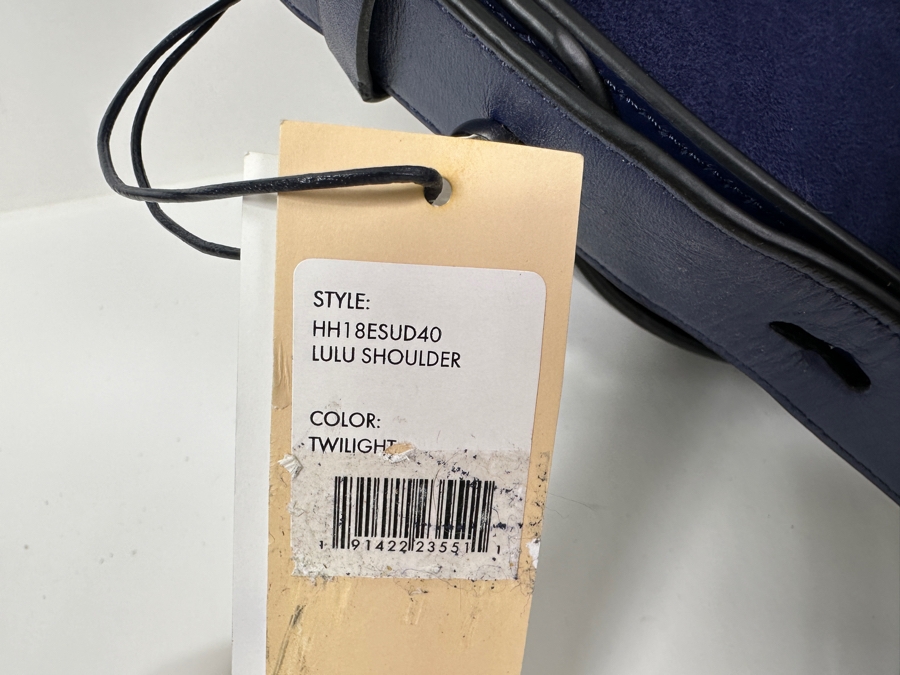 STYLE:
HH18ESUD40
LULU SHOULDER
COLOR:
TWILIGHT
1 91422 23551 1